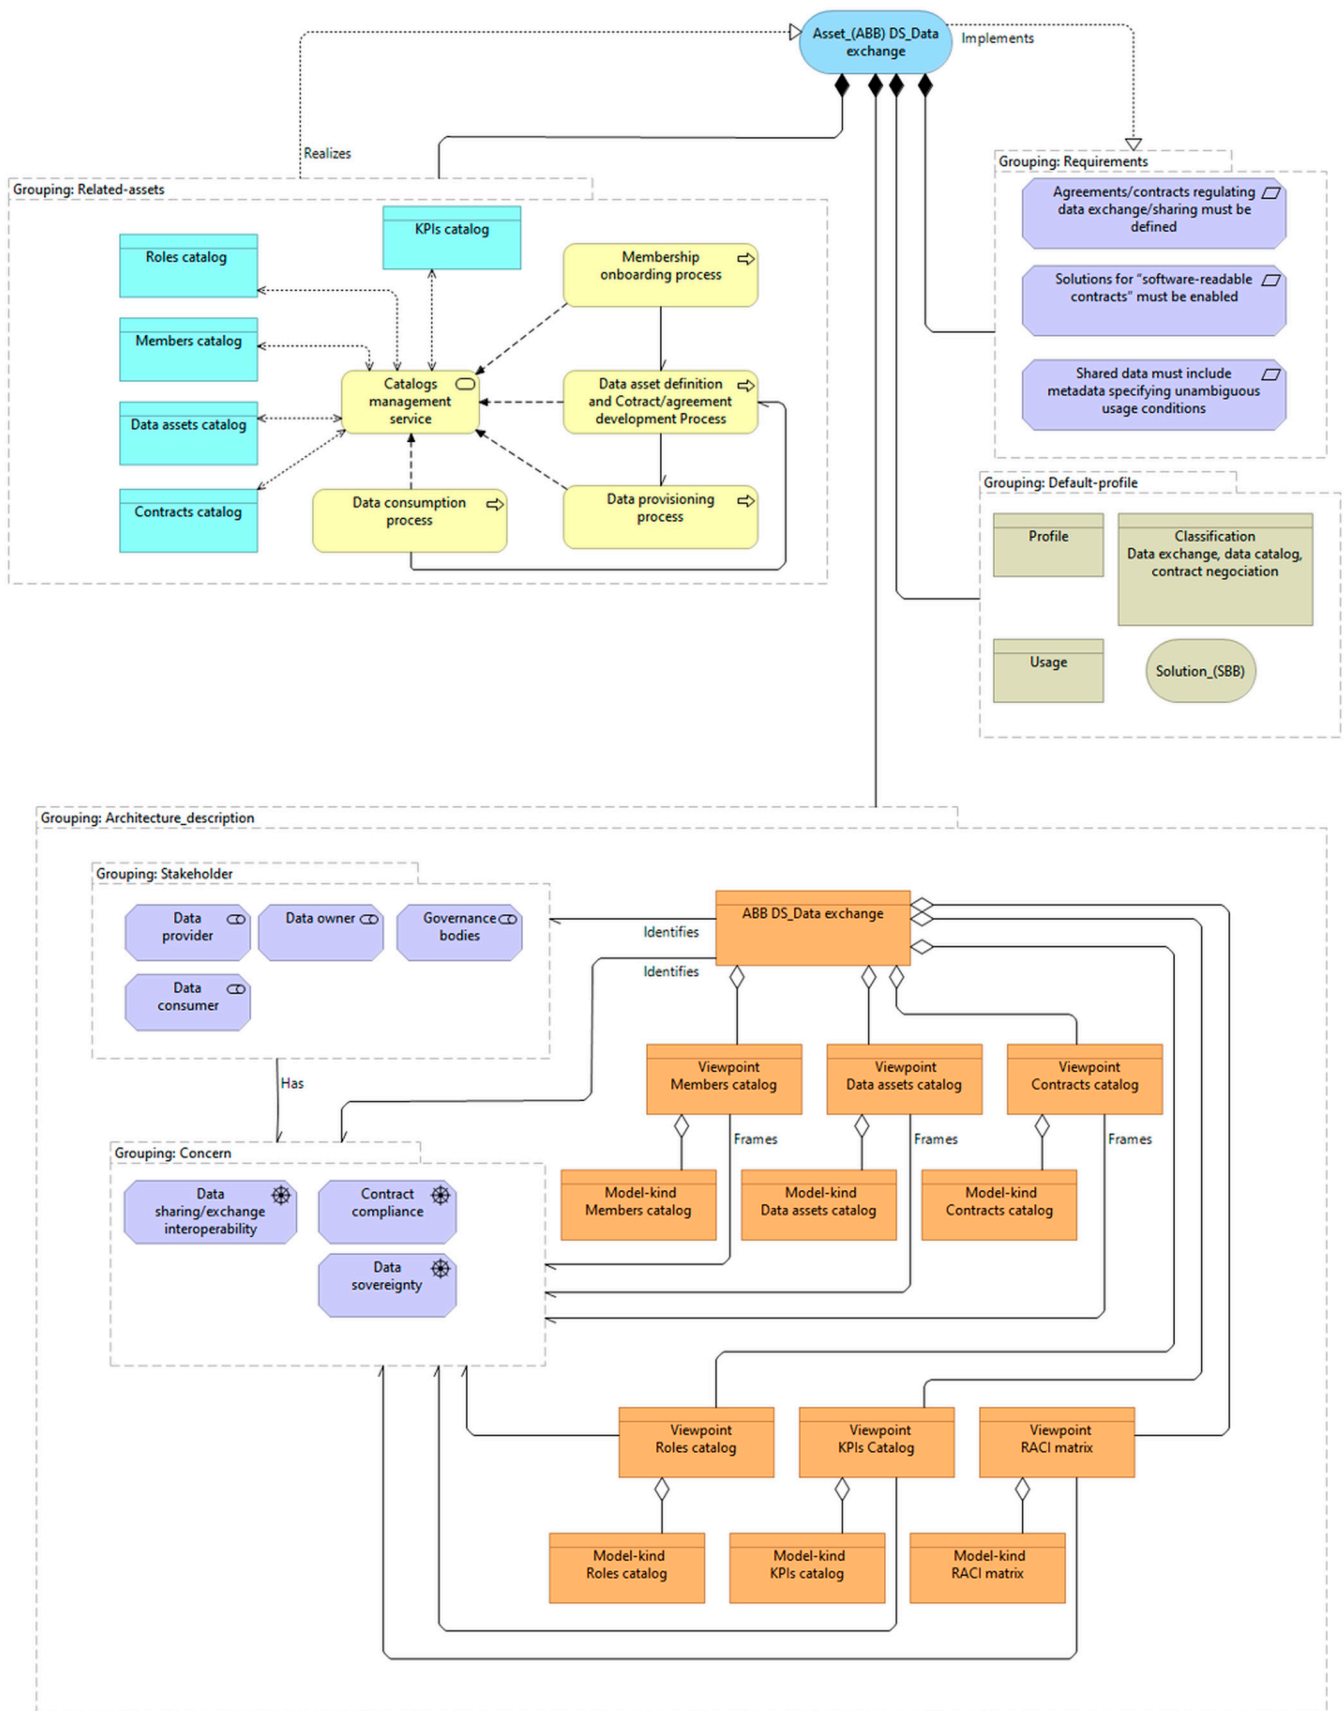 Asset_(ABB) DS_Data
exchange
Implements
Realizes
Grouping: Related-assets
KPIs catalog
Roles catalog
Membership
onboarding process
Members catalog
Catalogs
management
service
Data asset definition
and Cotract/agreement
development Process
Data assets catalog
Contracts catalog
Data consumption
process
Data provisioning
process
Grouping: Requirements
Agreements/contracts regulating
data exchange/sharing must be
defined
Solutions for "software-readable
contracts" must be enabled
Shared data must include
metadata specifying unambiguous
usage conditions
Grouping: Default-profile
Profile
Classification
Data exchange, data catalog,
contract negociation
Usage
Solution_(SBB)
Grouping: Architecture_description
Grouping: Stakeholder
Data
provider
Data owner
Governance
bodies
Data
consumer
ABB DS_Data exchange
Identifies
Identifies
Has
Viewpoint
Members catalog
Viewpoint
Data assets catalog
Viewpoint
Contracts catalog
Frames
Frames
Frames
Grouping: Concern
Data
sharing/exchange
interoperability
Contract
compliance
Data
sovereignty
Model-kind
Members catalog
Model-kind
Data assets catalog
Model-kind
Contracts catalog
Viewpoint
Roles catalog
Viewpoint
KPIs Catalog
Viewpoint
RACI matrix
Model-kind
Roles catalog
Model-kind
KPIs catalog
Model-kind
RACI matrix